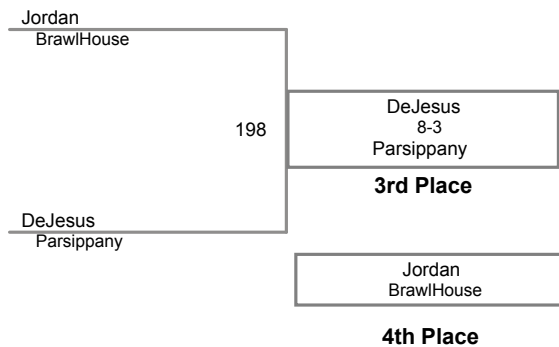 Jordan
BrawlHouse
198
DeJesus
8-3
Parsippany
3rd Place
DeJesus
Parsippany
Jordan
BrawlHouse
4th Place